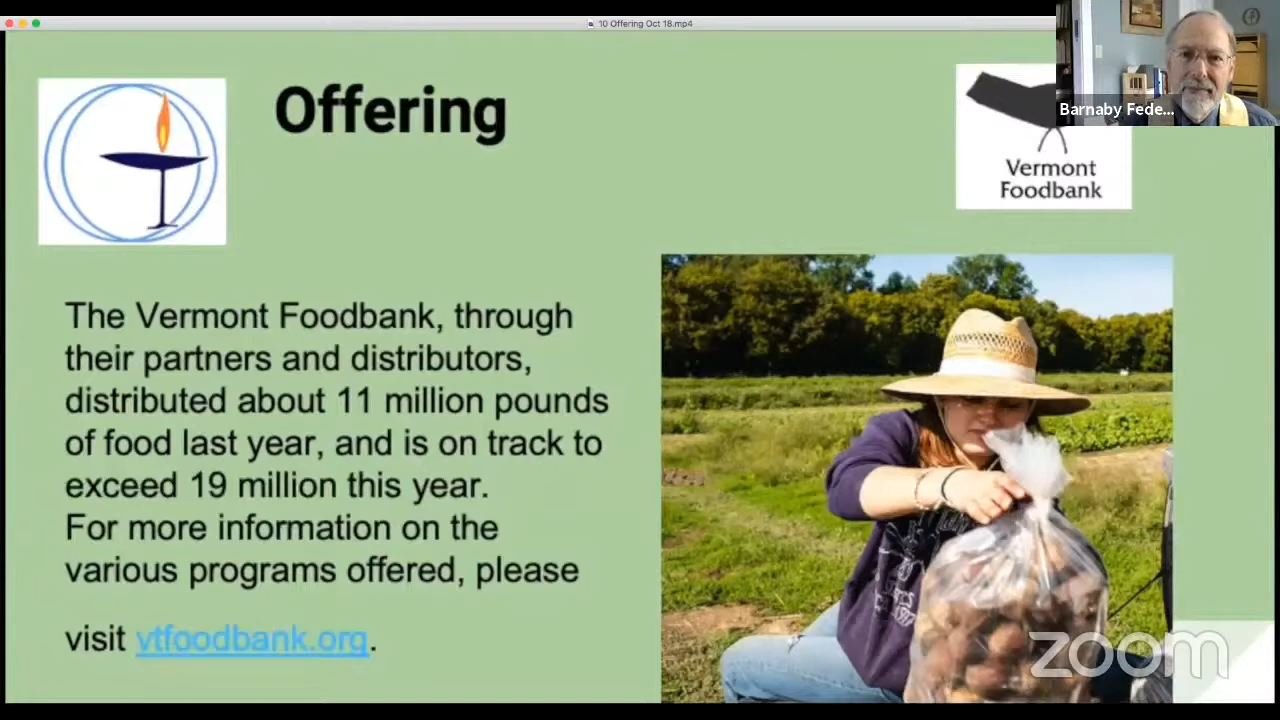 10 Offering Oct 18.mp4
Offering
Barnaby Fede...
Vermont
Foodbank
The Vermont Foodbank, through
their partners and distributors,
distributed about 11 million pounds
of food last year, and is on track to
exceed 19 million this year.
For more information on the
various programs offered, please
visit vtfoodbank.org.
zoom